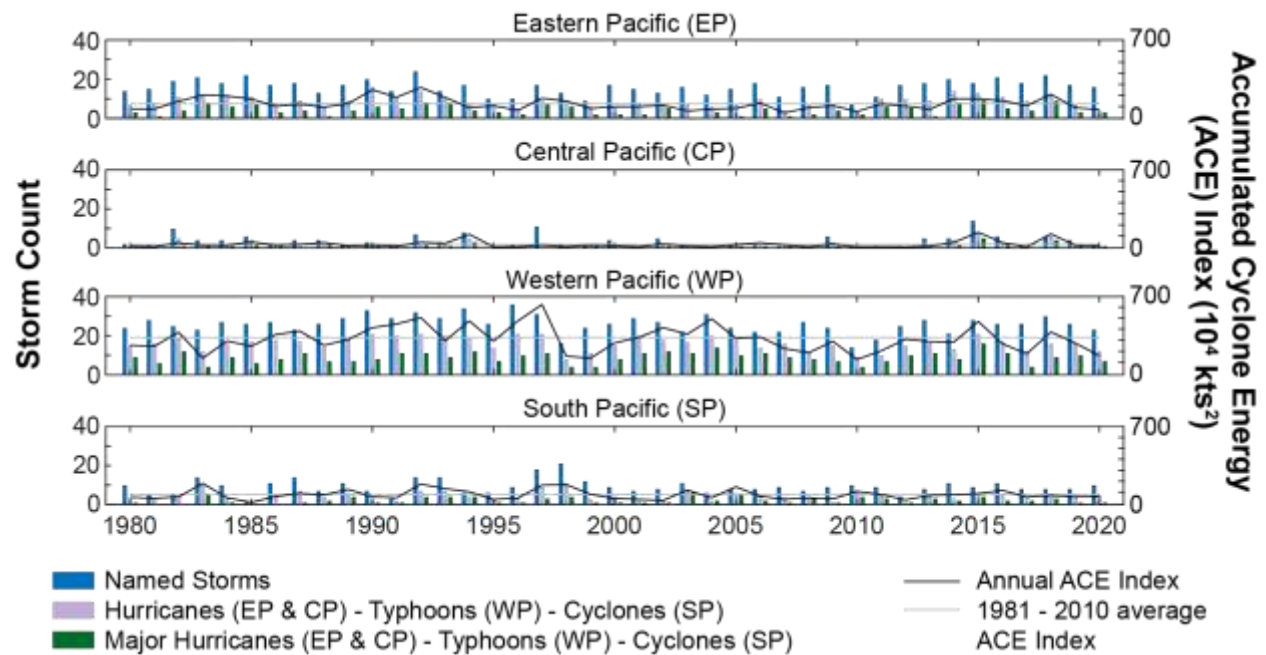 Eastern Pacific (EP)
40
20
0
700
0
Central Pacific (CP)
40
20
0
700
0
Western Pacific (WP)
40
20
0
700
0
South Pacific (SP)
40
20
0
700
0
1980 1985 1990 1995 2000 2005 2010 2015 2020
Storm Count
Accumulated Cyclone Energy
(ACE) Index (10⁴ kts²)
Named Storms
Hurricanes (EP & CP) - Typhoons (WP) - Cyclones (SP)
Major Hurricanes (EP & CP) - Typhoons (WP) - Cyclones (SP)
Annual ACE Index
1981 - 2010 average
ACE Index